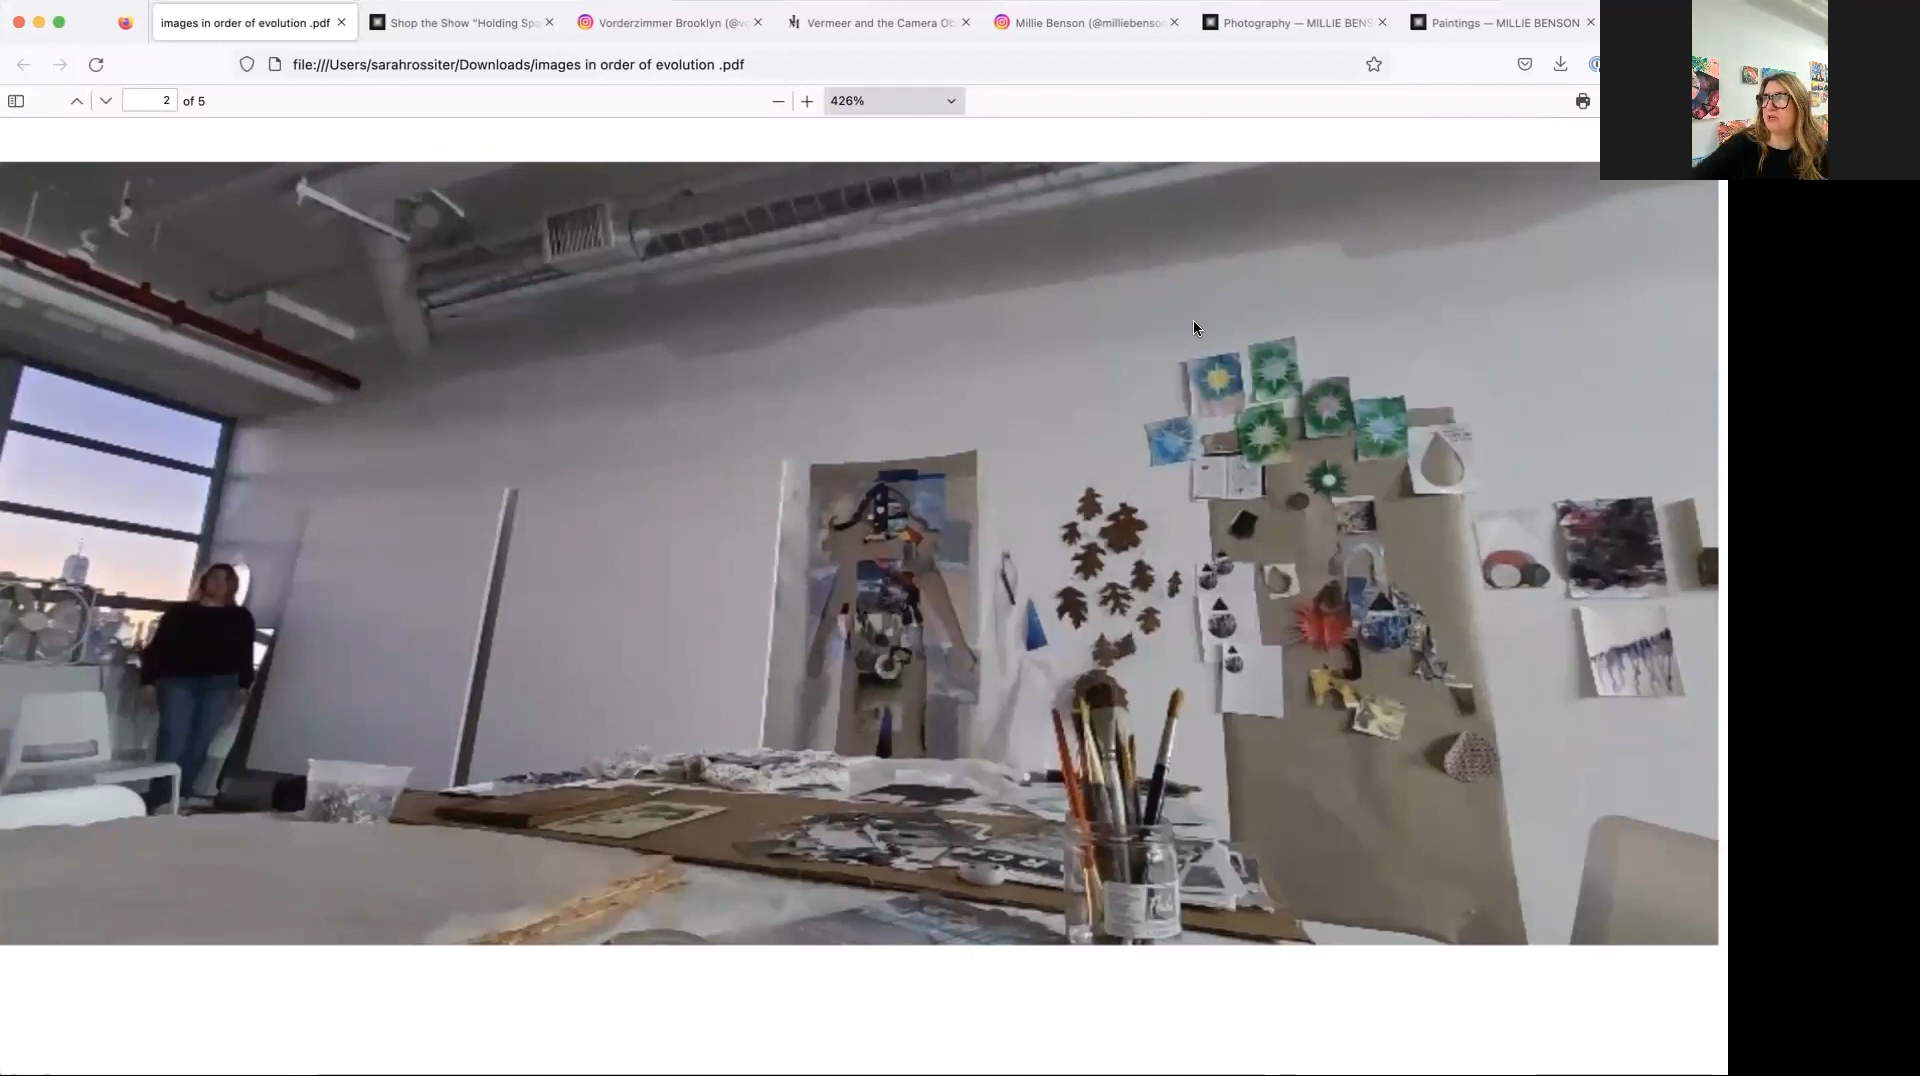 images in order of evolution .pdf
Shop the Show "Holding Sp
Vorderzimmer Brooklyn (@v
Vermeer and the Camera Ob
Millie Benson (@milliebenso
Photography — MILLIE BENS
Paintings — MILLIE BENSON
file:///Users/sarahrossiter/Downloads/images in order of evolution .pdf
2 of 5
426%